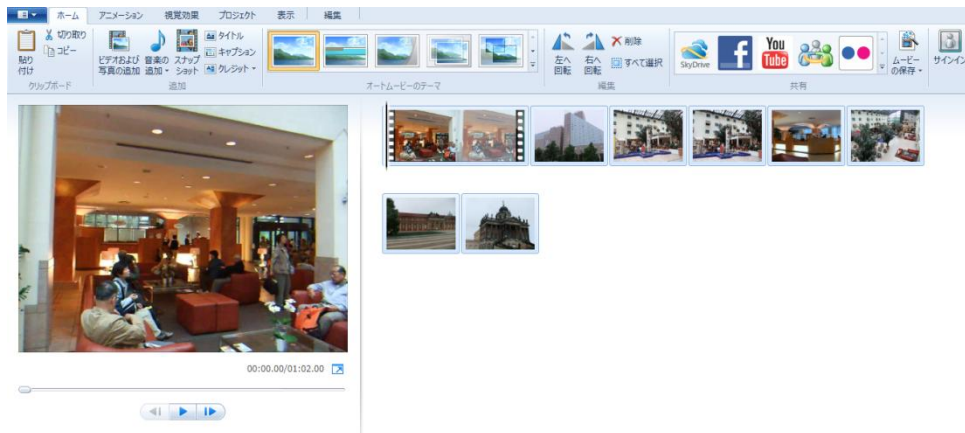 ホーム アニメーション 視覚効果 プロジェクト 表示 編集
貼り付け
切り取り
コピー
クリップボード
ビデオおよび写真の追加
音楽の追加
スナップショット
タイトル
キャプション
クレジット
追加
オートムービーのテーマ
左へ回転
右へ回転
削除
すべて選択
編集
SkyDrive
f
You Tube
共有
ムービーの保存
サインイン
00:00.00/01:02.00